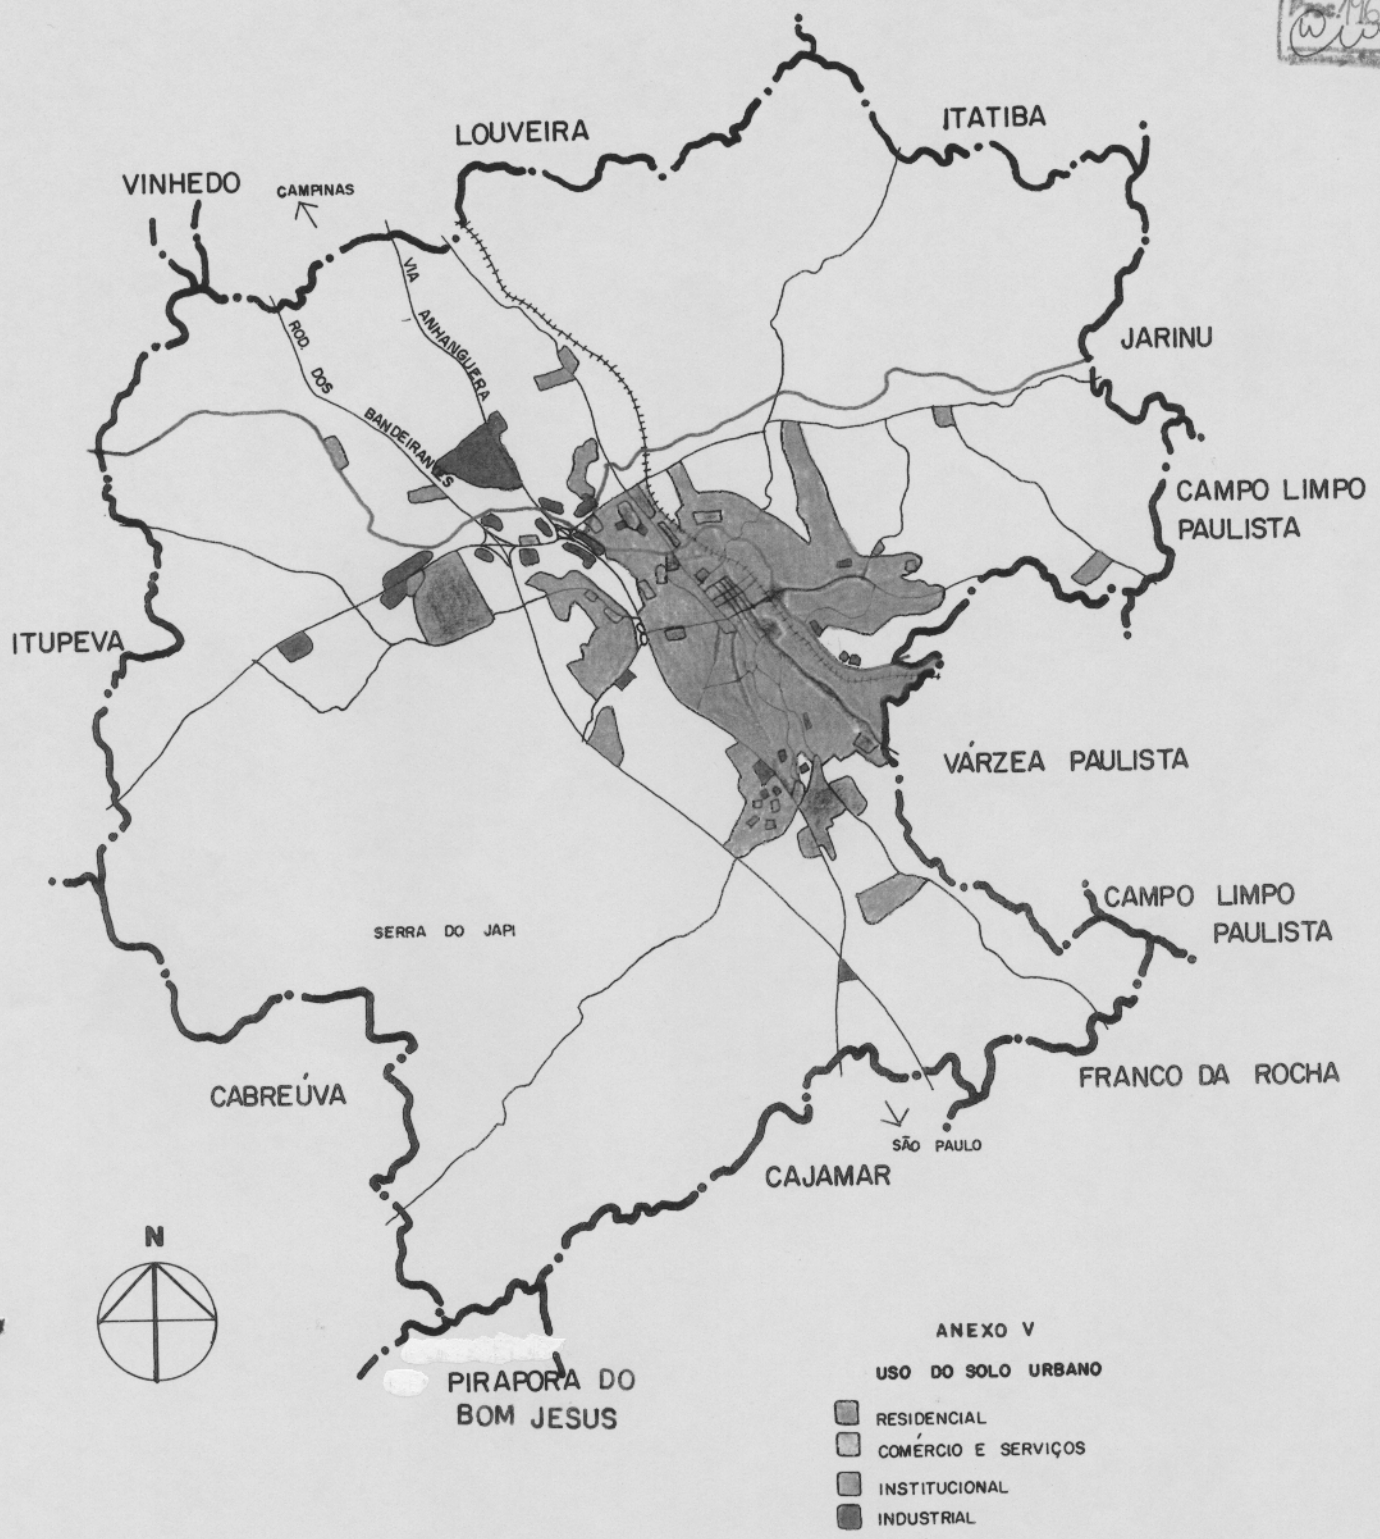 ITATIBA
LOUVEIRA
VINHEDO
CAMPINAS
VIA
ANHANGUERA
ROD.
DOS
BANDEIRANTES
JARINU
CAMPO LIMPO
PAULISTA
ITUPEVA
VÁRZEA PAULISTA
CAMPO LIMPO
PAULISTA
SERRA DO JAPI
FRANCO DA ROCHA
CABREÚVA
SÃO PAULO
CAJAMAR
N
PIRAPORA DO
BOM JESUS
ANEXO V
USO DO SOLO URBANO
RESIDENCIAL
COMÉRCIO E SERVIÇOS
INSTITUCIONAL
INDUSTRIAL